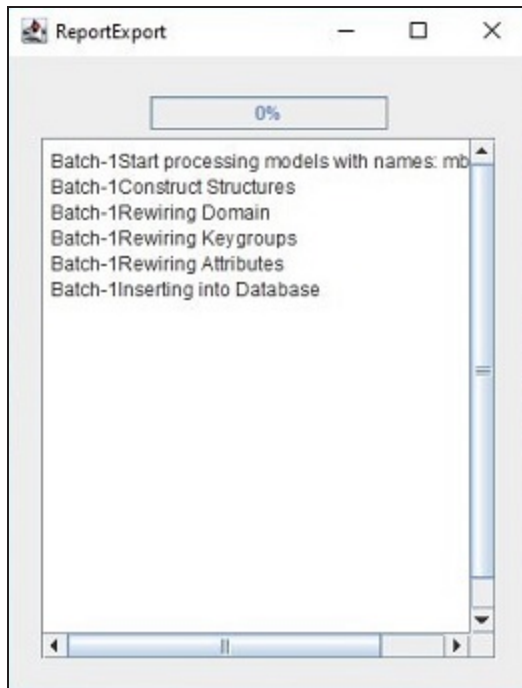 ReportExport
0%
Batch-1Start processing models with names: mb
Batch-1Construct Structures
Batch-1Rewiring Domain
Batch-1Rewiring Keygroups
Batch-1Rewiring Attributes
Batch-1Inserting into Database